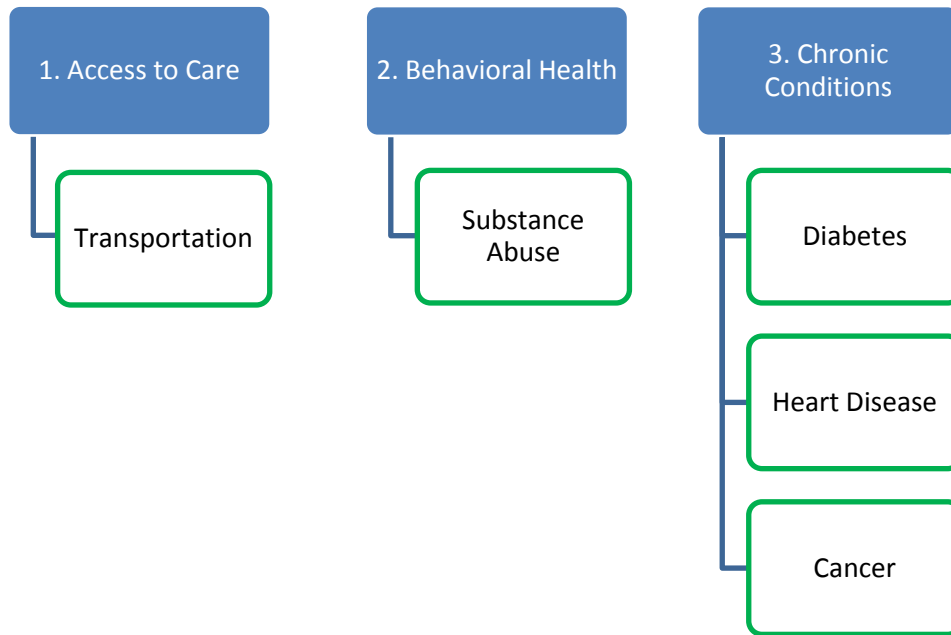 1. Access to Care
Transportation
2. Behavioral Health
Substance
Abuse
3. Chronic
Conditions
Diabetes
Heart Disease
Cancer